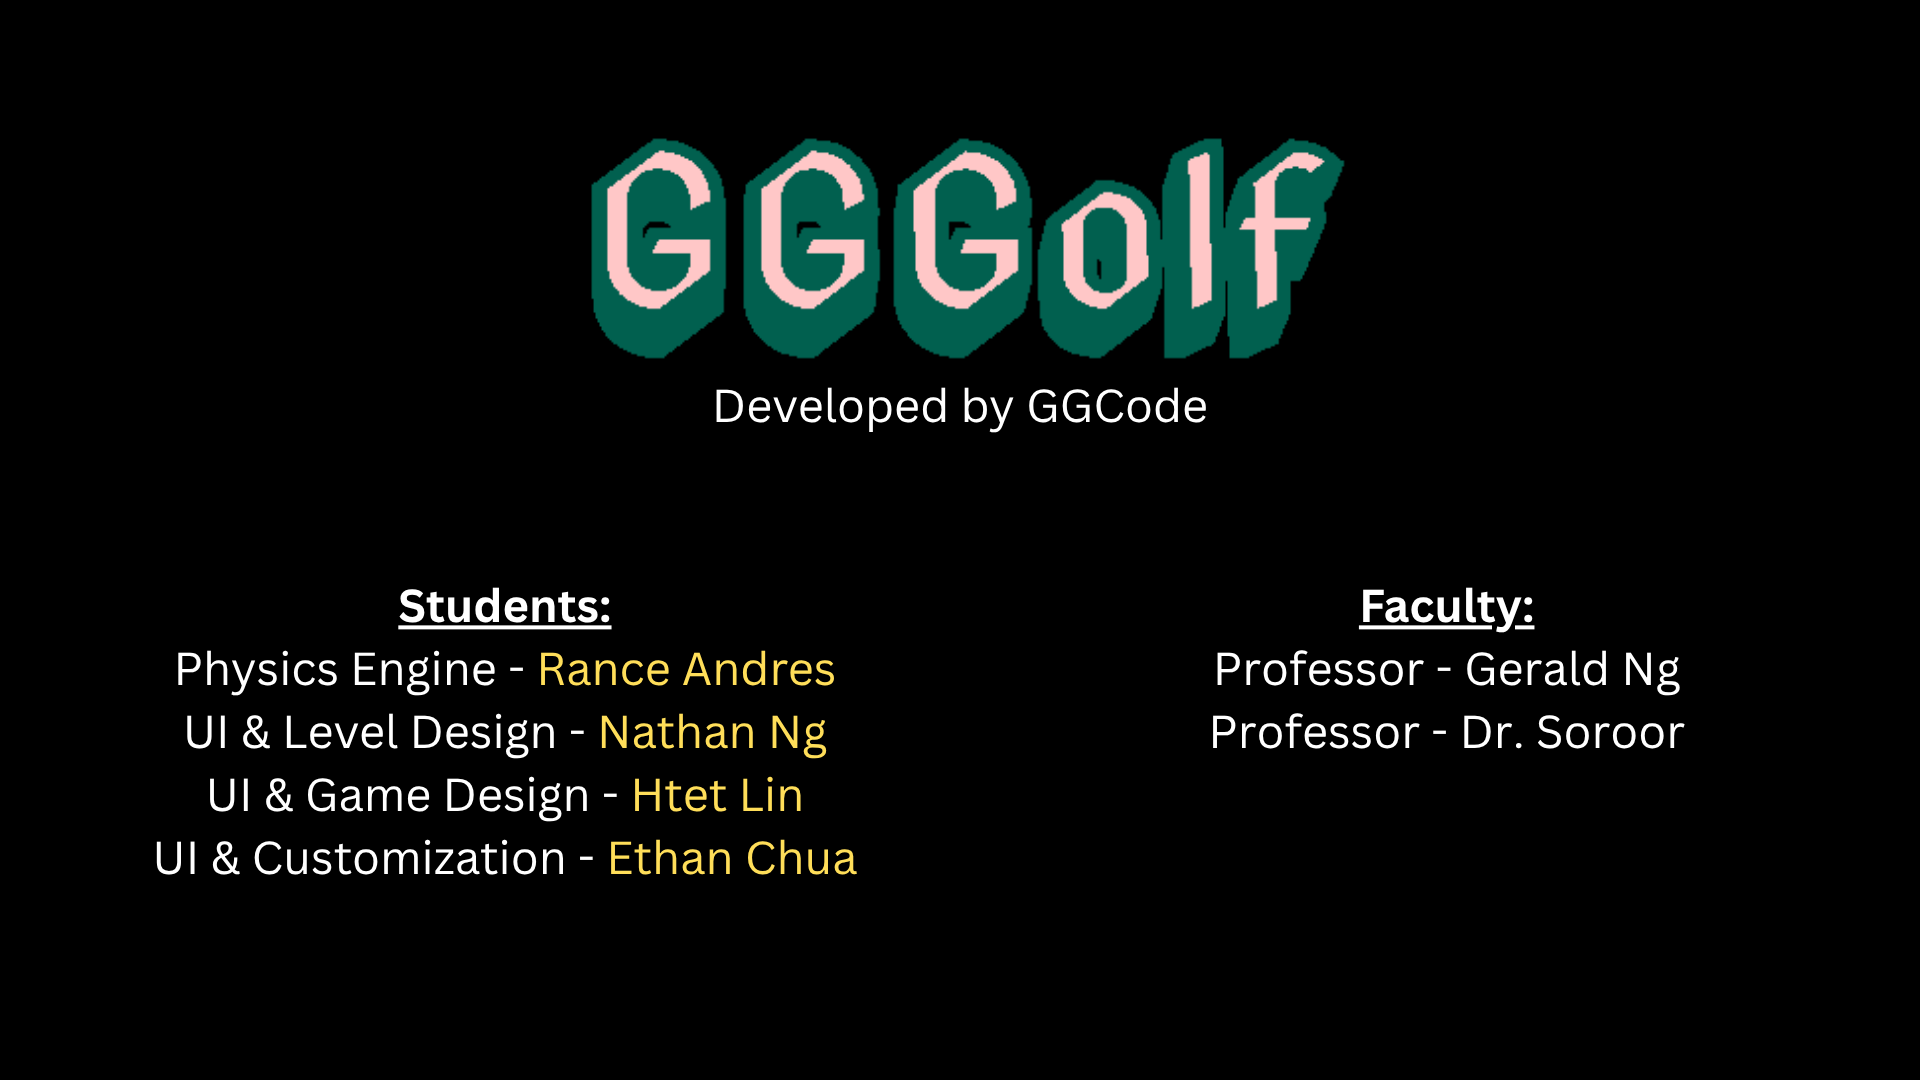 GGGolf
Developed by GGCode
Students:
Physics Engine - Rance Andres
UI & Level Design - Nathan Ng
UI & Game Design - Htet Lin
UI & Customization - Ethan Chua
Faculty:
Professor - Gerald Ng
Professor - Dr. Soroor